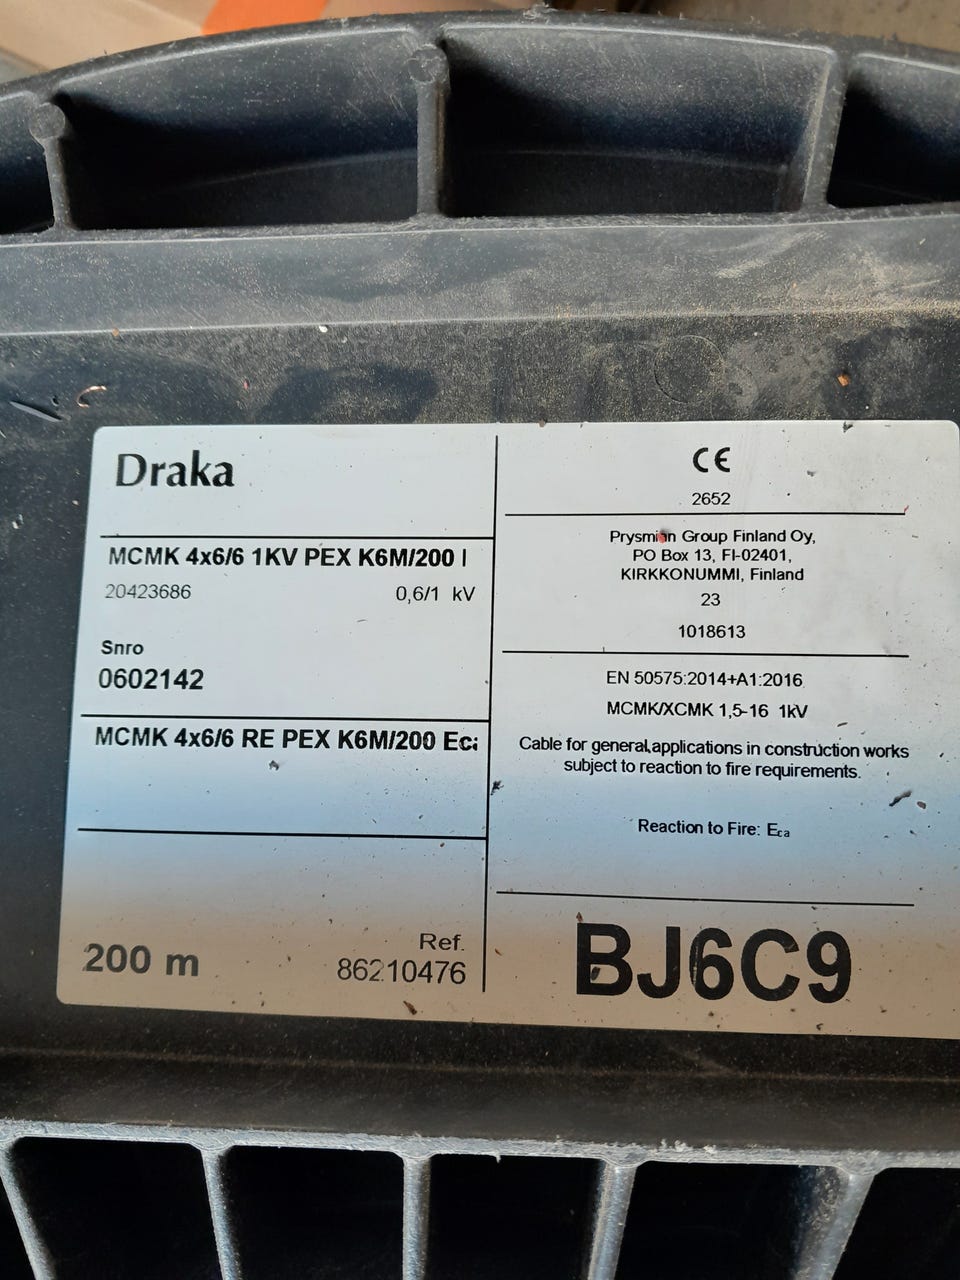 Draka
MCMK 4x6/6 1KV PEX K6M/200 I
20423686
0,6/1 kV
Snro
0602142
MCMK 4x6/6 RE PEX K6M/200 Eca
200 m
Ref.
86210476
CE
2652
Prysmian Group Finland Oy,
PO Box 13, FI-02401,
KIRKKONUMMI, Finland
23
1018613
EN 50575:2014+A1:2016
MCMK/XCMK 1,5-16 1kV
Cable for general applications in construction works
subject to reaction to fire requirements.
Reaction to Fire: Eca
BJ6C9